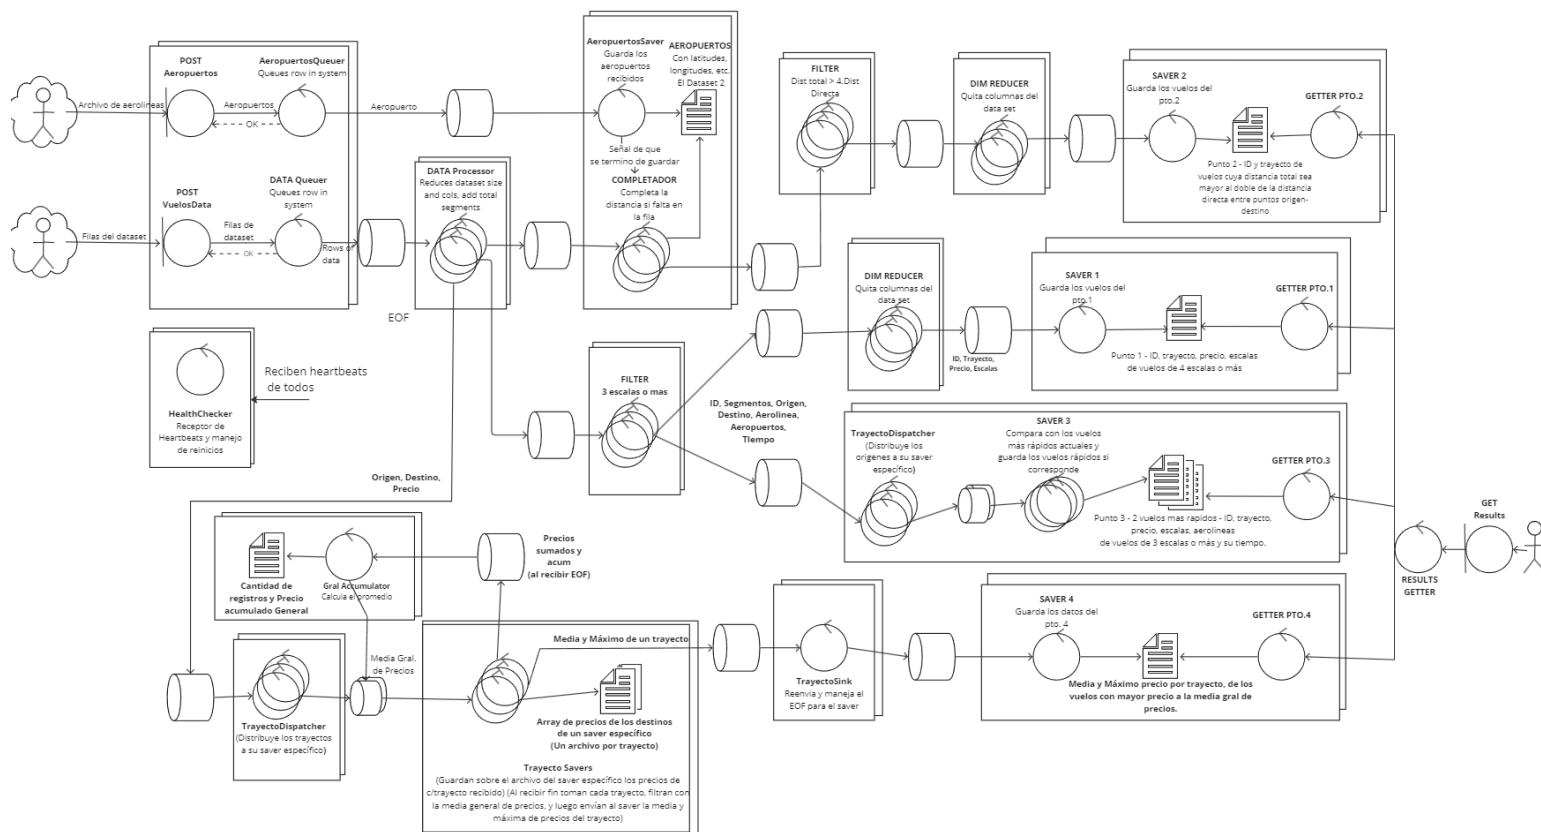 POST
Aeropuertos
AeropuertosQueuer
Queues row in system
Archivo de aerolineas
Aeropuertos
OK
Aeropuerto
AeropuertosSaver
Guarda los
aeropuertos
recibidos
AEROPUERTOS
Con latitudes,
longitudes, etc.
El Dataset 2
Señal de que
se termino de guardar
COMPLETADOR
Completa la
distancia si falta en
la fila
POST
VuelosData
DATA Queuer
Queues row in
system
Filas del dataset
Filas de
dataset
OK
Rows of
data
DATA Processor
Reduces dataset size
and cols, add total
segments
EOF
FILTER
Dist total > 4.Dist
Directa
DIM REDUCER
Quita columnas del
data set
SAVER 2
Guarda los vuelos del
pto.2
GETTER PTO.2
Punto 2 - ID y trayecto de
vuelos cuya distancia total sea
mayor al doble de la distancia
directa entre puntos origen-
destino
DIM REDUCER
Quita columnas del
data set
ID, Trayecto,
Precio, Escalas
SAVER 1
Guarda los vuelos del
pto.1
GETTER PTO.1
Punto 1 - ID, trayecto, precio, escalas
de vuelos de 4 escalas o más
HealthChecker
Receptor de
Heartbeats y manejo
de reinicios
Reciben heartbeats
de todos
FILTER
3 escalas o mas
ID, Segmentos, Origen,
Destino, Aerolinea,
Aeropuertos,
Tiempo
TrayectoDispatcher
(Distribuye los
origenes a su saver
específico)
SAVER 3
Compara con los vuelos
más rápidos actuales y
guarda los vuelos rápidos si
corresponde
GETTER PTO.3
Punto 3 - 2 vuelos mas rapidos - ID, trayecto,
precio, escalas, aerolineas
de vuelos de 3 escalas o más y su tiempo.
GET
Results
RESULTS
GETTER
Origen, Destino,
Precio
Cantidad de
registros y Precio
acumulado General
Gral Accumulator
Calcula el promedio
Precios
sumados y
acum
(al recibir EOF)
Media Gral.
de Precios
TrayectoDispatcher
(Distribuye los trayectos
a su saver específico)
Media y Máximo de un trayecto
Array de precios de los destinos
de un saver específico
(Un archivo por trayecto)
Trayecto Savers
(Guardan sobre el archivo del saver específico los precios de
c/trayecto recibido) (Al recibir fin toman cada trayecto, filtran con
la media general de precios, y luego envían al saver la media y
máxima de precios del trayecto)
TrayectoSink
Reenvia y maneja el
EOF para el saver
SAVER 4
Guarda los datos del
pto. 4
GETTER PTO.4
Media y Máximo precio por trayecto, de los
vuelos con mayor precio a la media gral de
precios.